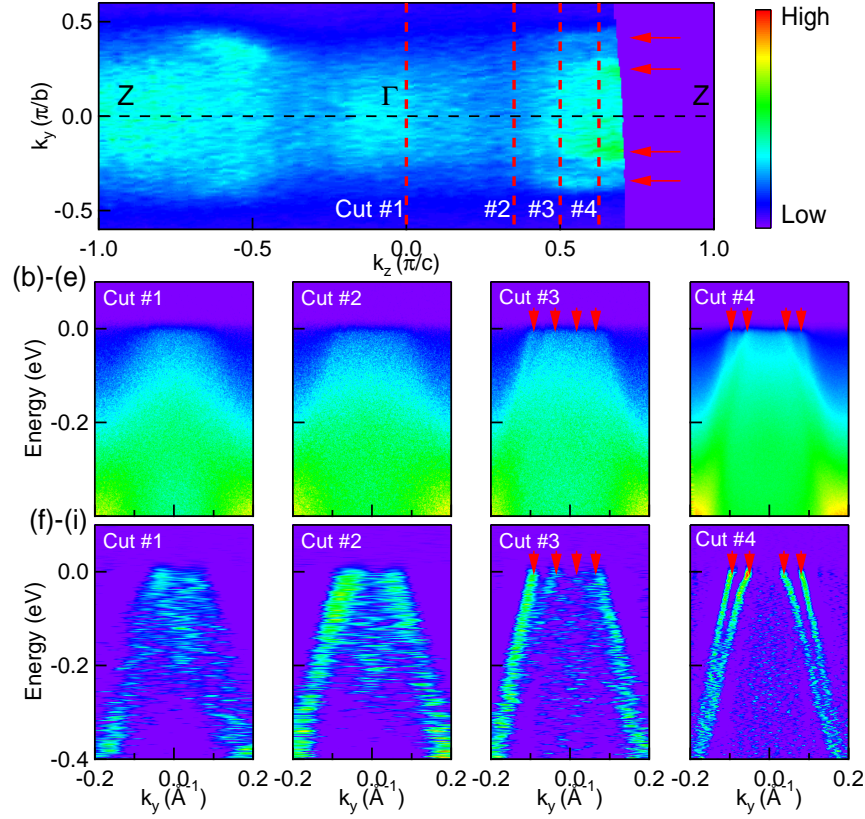 0.5
0.0
-0.5
k_y (π/b)
Z
Γ
Z
Cut #1
#2
#3
#4
-1.0
-0.5
0.0
0.5
1.0
k_z (π/c)
High
Low
(b)-(e)
Cut #1
Cut #2
Cut #3
Cut #4
0.0
-0.2
Energy (eV)
(f)-(i)
Cut #1
Cut #2
Cut #3
Cut #4
0.0
-0.2
-0.4
Energy (eV)
-0.2 0.0 0.2
0.0 0.2
0.0 0.2
-0.2 0.0 0.2
k_y (Å⁻¹)
k_y (Å⁻¹)
k_y (Å⁻¹)
k_y (Å⁻¹)